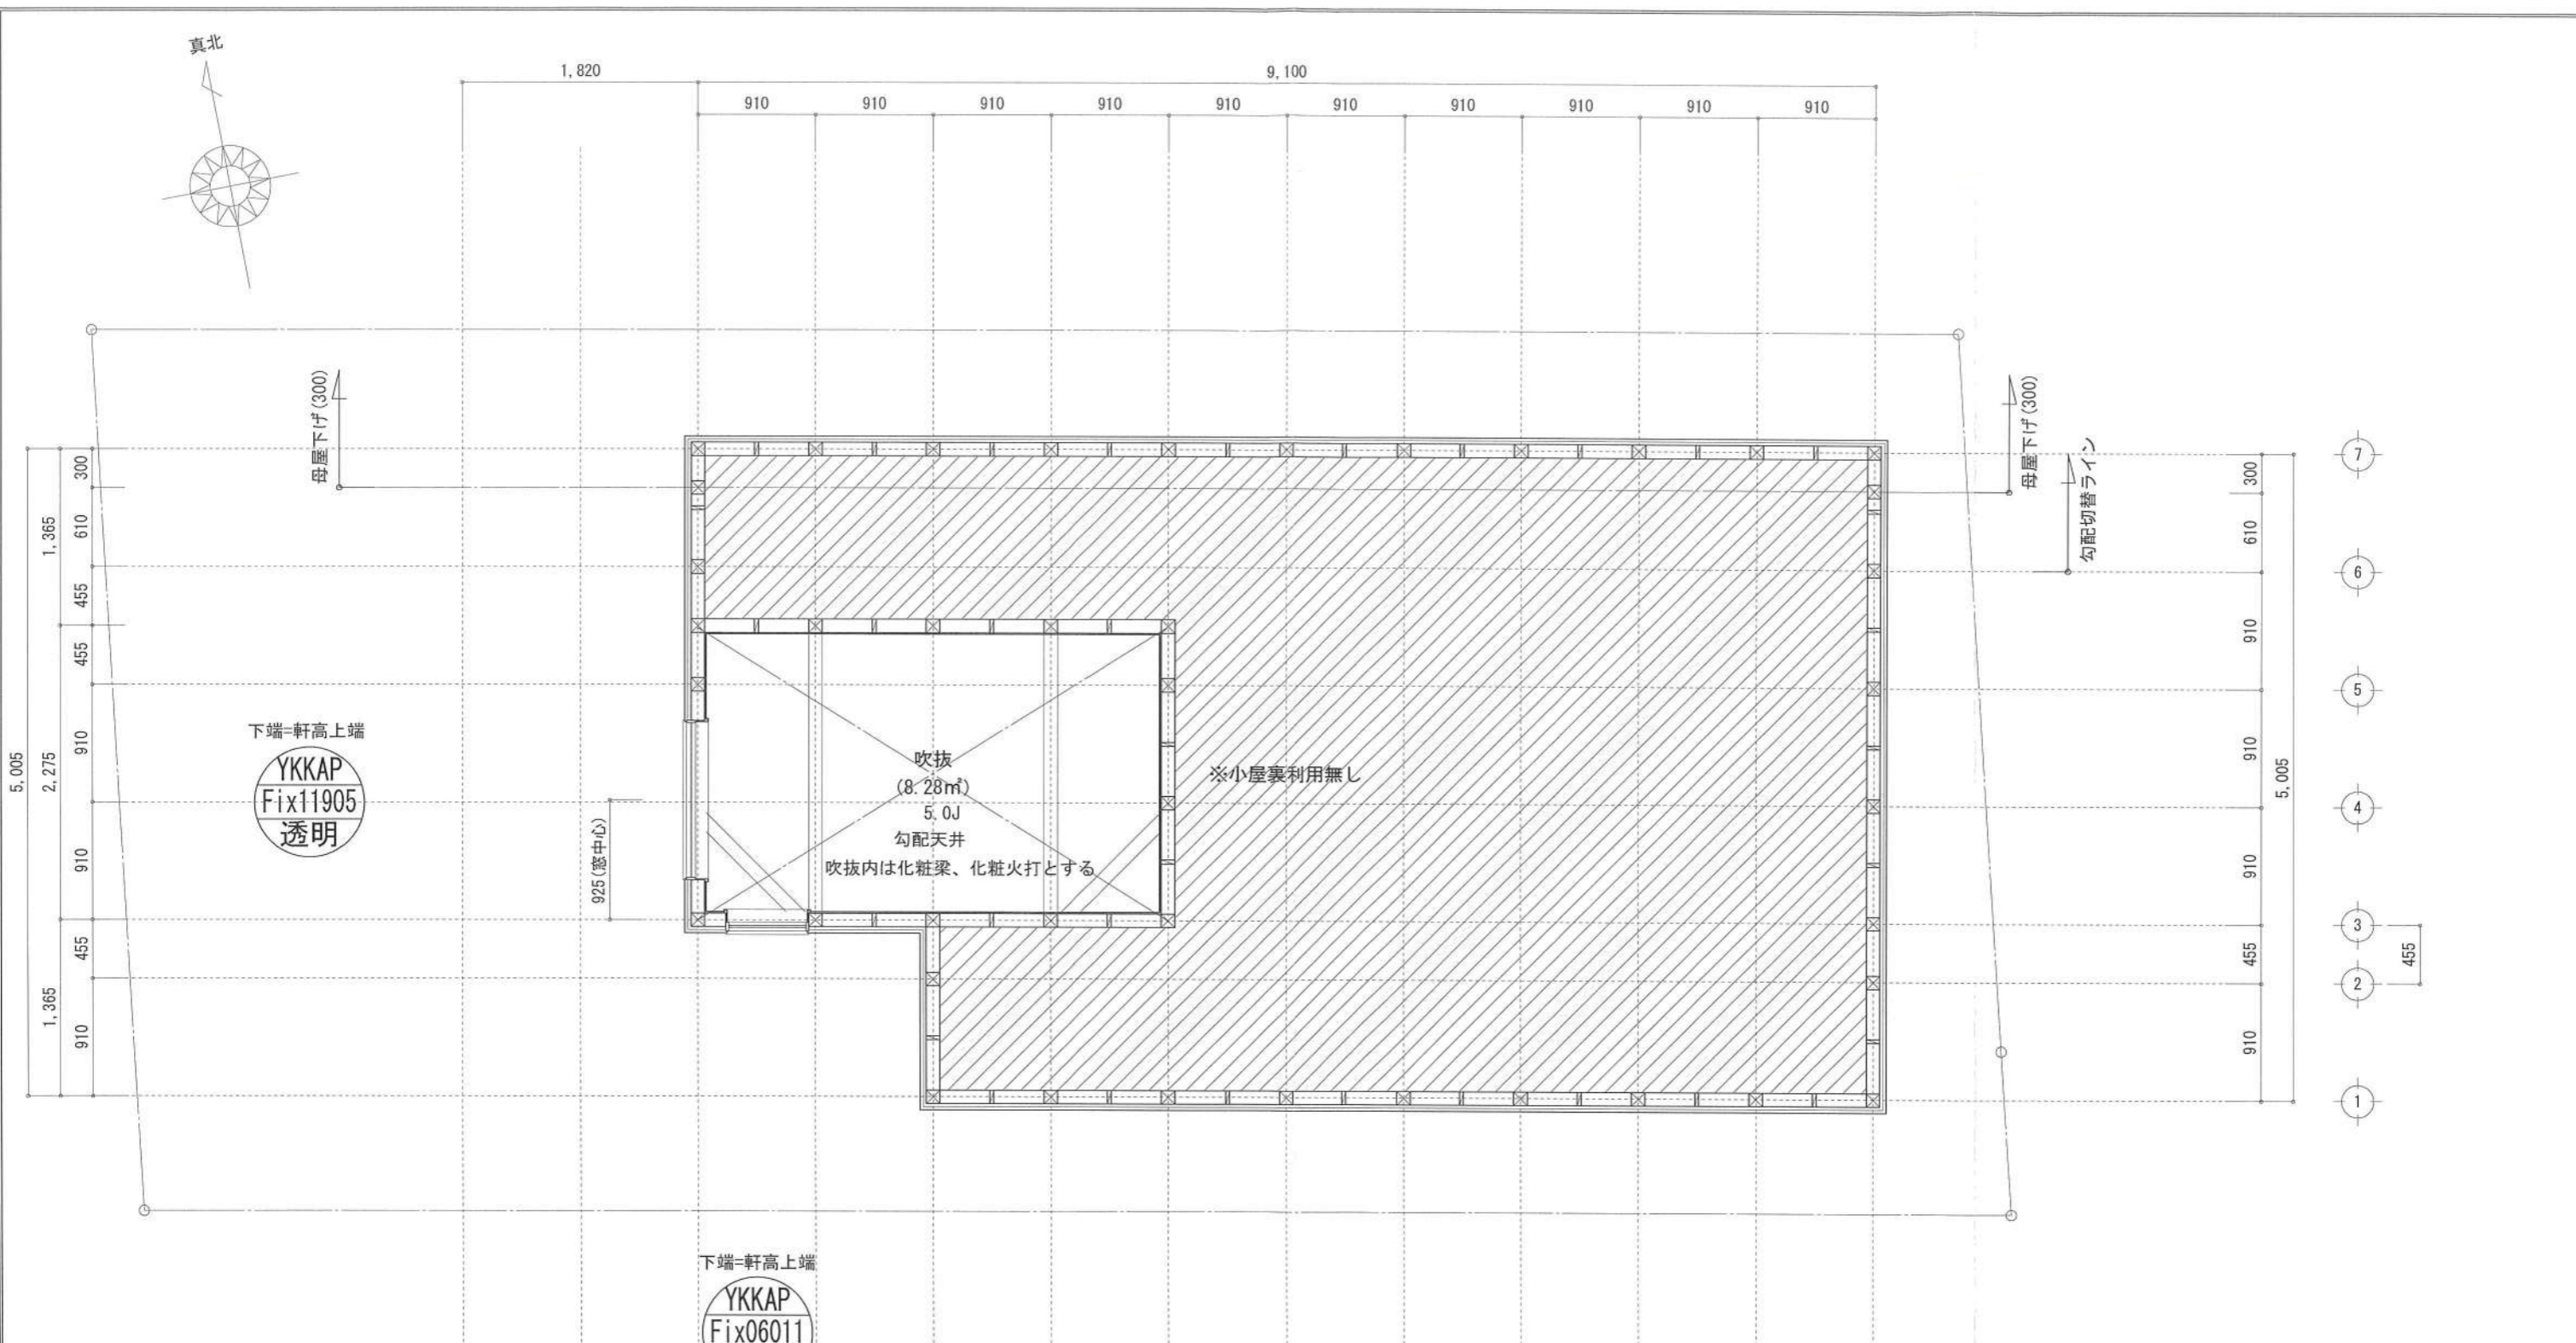 真北
1,820
9,100
910
910
910
910
910
910
910
910
910
910
母屋下げ(300)
母屋下げ(300)
勾配切替ライン
300
610
455
455
910
910
455
910
1,365
2,275
1,365
5,005
下端=軒高上端
YKKAP
Fix11905
透明
925(窓中心)
吹抜
(8.28㎡)
5.0J
勾配天井
吹抜内は化粧梁、化粧火打とする
※小屋裏利用無し
300
610
910
910
910
455
910
5,005
7
6
5
4
3
2
1
455
下端=軒高上端
YKKAP
Fix06011